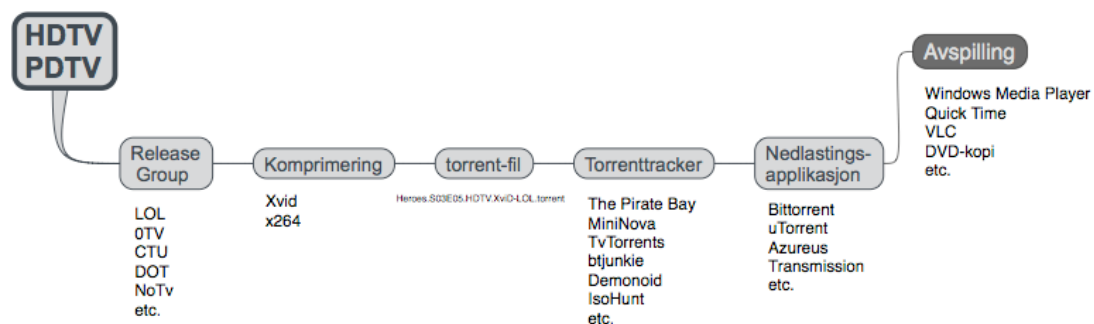 HDTV
PDTV
Release
Group
LOL
0TV
CTU
DOT
NoTv
etc.
Komprimering
Xvid
x264
torrent-fil
Heroes.S03E05.HDTV.XviD-LOL.torrent
Torrenttracker
The Pirate Bay
MiniNova
TvTorrents
btjunkie
Demonoid
IsoHunt
etc.
Nedlastings-
applikasjon
Bittorrent
uTorrent
Azureus
Transmission
etc.
Avspilling
Windows Media Player
Quick Time
VLC
DVD-kopi
etc.